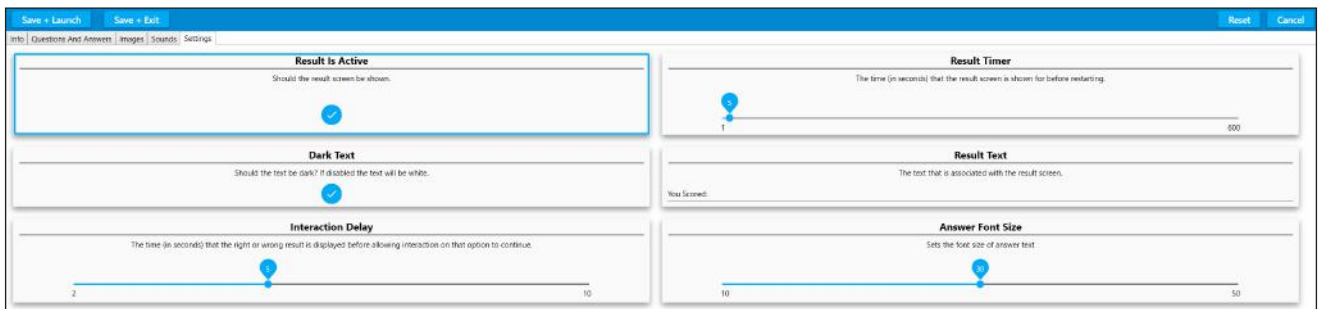 Save + Launch Save + Exit Reset Cancel
Info Questions And Answers Images Sounds Settings
Result Is Active
Should the result screen be shown.
Result Timer
The time (in seconds) that the result screen is shown for before restarting.
5
1 600
Dark Text
Should the text be dark? If disabled the text will be white.
Result Text
The text that is associated with the result screen.
You Scored:
Interaction Delay
The time (in seconds) that the right or wrong result is displayed before allowing interaction on that option to continue.
5
2 10
Answer Font Size
Sets the font size of answer text
30
10 50